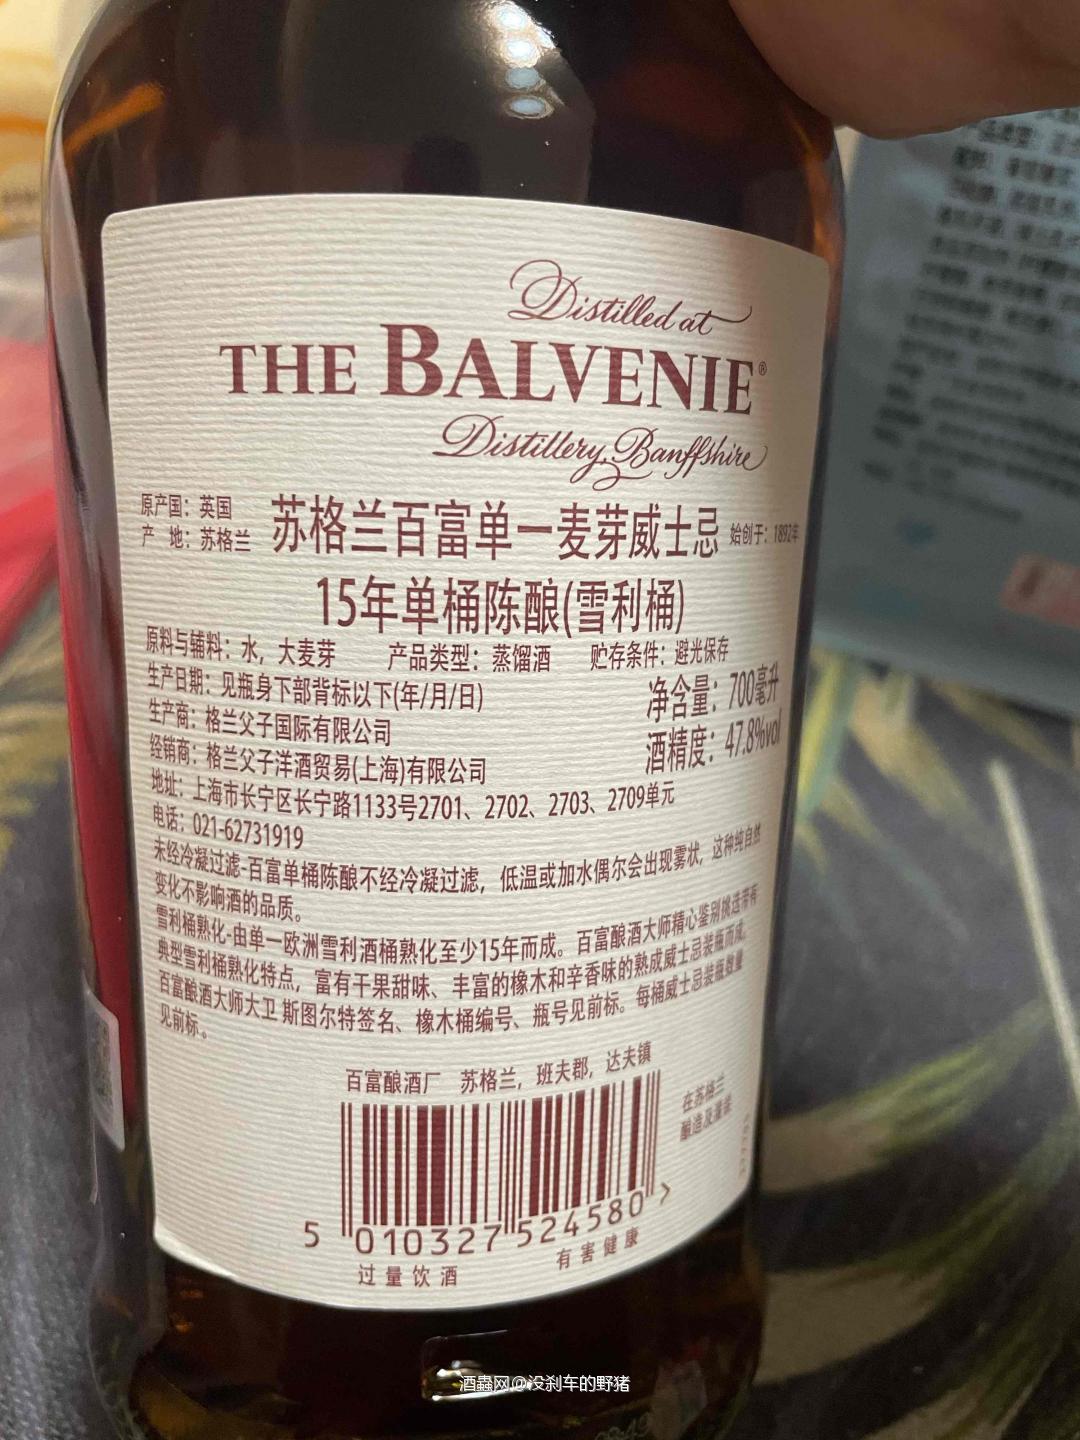 Distilled at
THE BALVENIE®
Distillery, Banffshire
原产国：英国
产 地：苏格兰
苏格兰百富单一麦芽威士忌
始创于：1892年
15年单桶陈酿(雪利桶)
原料与辅料：水，大麦芽 产品类型：蒸馏酒 贮存条件：避光保存
生产日期：见瓶身下部背标以下(年/月/日)
净含量：700毫升
生产商：格兰父子国际有限公司
酒精度：47.8%vol
经销商：格兰父子洋酒贸易(上海)有限公司
地址：上海市长宁区长宁路1133号2701、2702、2703、2709单元
电话：021-62731919
未经冷凝过滤-百富单桶陈酿不经冷凝过滤，低温或加水偶尔会出现雾状，这种纯自然
变化不影响酒的品质。
雪利桶熟化-由单一欧洲雪利酒桶熟化至少15年而成。百富酿酒大师精心鉴别挑选带有
典型雪利桶熟化特点，富有干果甜味、丰富的橡木和辛香味的熟成威士忌装瓶而成。
百富酿酒大师大卫 斯图尔特签名、橡木桶编号、瓶号见前标。每桶威士忌装瓶数量
见前标。
百富酿酒厂 苏格兰，班夫郡，达夫镇
在苏格兰
酿造及灌装
5 010327 524580 >
过量饮酒 有害健康
酒蟲网@没刹车的野猪